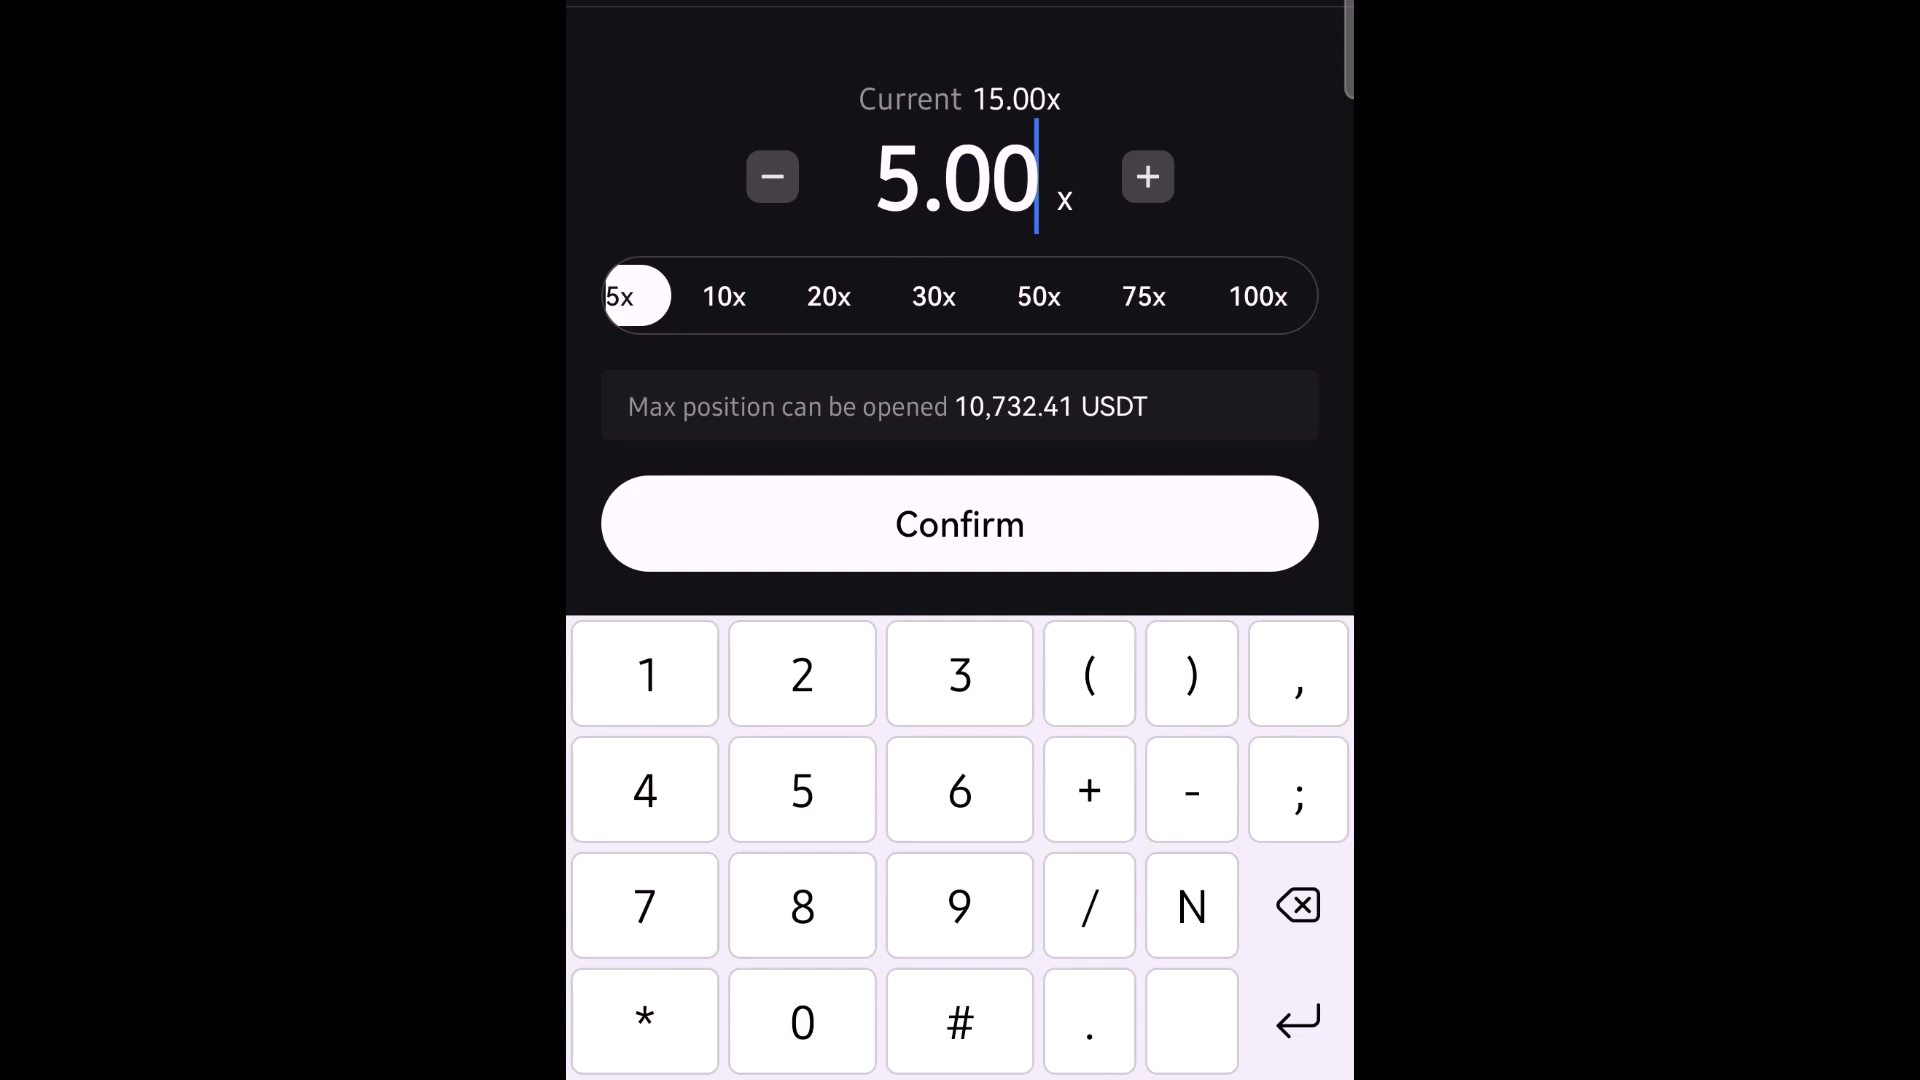 Current 15.00x
− 5.00 x +
5x 10x 20x 30x 50x 75x 100x
Max position can be opened 10,732.41 USDT
Confirm
1 2 3 ( ) ,
4 5 6 + - ;
7 8 9 / N
* 0 # .